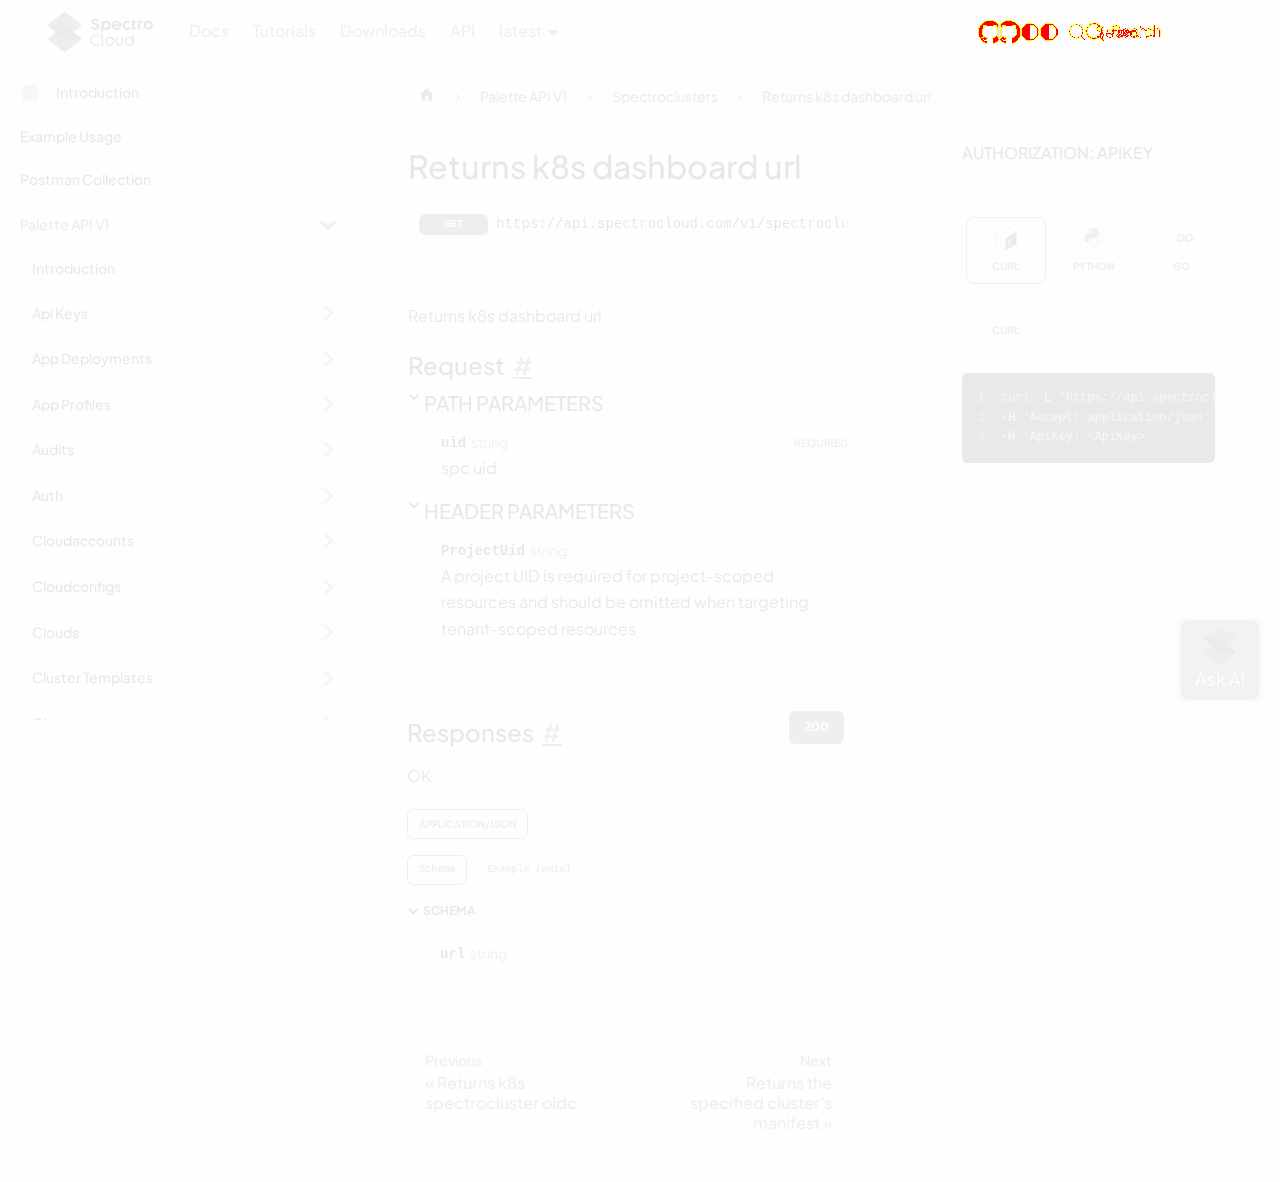 Spectro Cloud Docs Tutorials Downloads API latest
Introduction
Example Usage
Postman Collection
Palette API V1
Introduction
Api Keys
App Deployments
App Profiles
Audits
Auth
Cloudaccounts
Cloudconfigs
Clouds
Cluster Templates
Palette API V1 Spectroclusters Returns k8s dashboard url
Returns k8s dashboard url
GET https://api.spectrocloud.com/v1/spectroclu
Returns k8s dashboard url
Request #
PATH PARAMETERS
uid string REQUIRED
spc uid
HEADER PARAMETERS
ProjectUid string
A project UID is required for project-scoped
resources and should be omitted when targeting
tenant-scoped resources
Responses # 200
OK
APPLICATION/JSON
Schema Example (auto)
SCHEMA
url string
Previous
« Returns k8s
spectrocluster oidc
Next
Returns the
specified cluster's
manifest »
AUTHORIZATION: APIKEY
CURL PYTHON GO
CURL
1 curl -L 'https://api.spectrocl
2 -H 'Accept: application/json'
3 -H 'ApiKey: <ApiKey>'
Ask AI